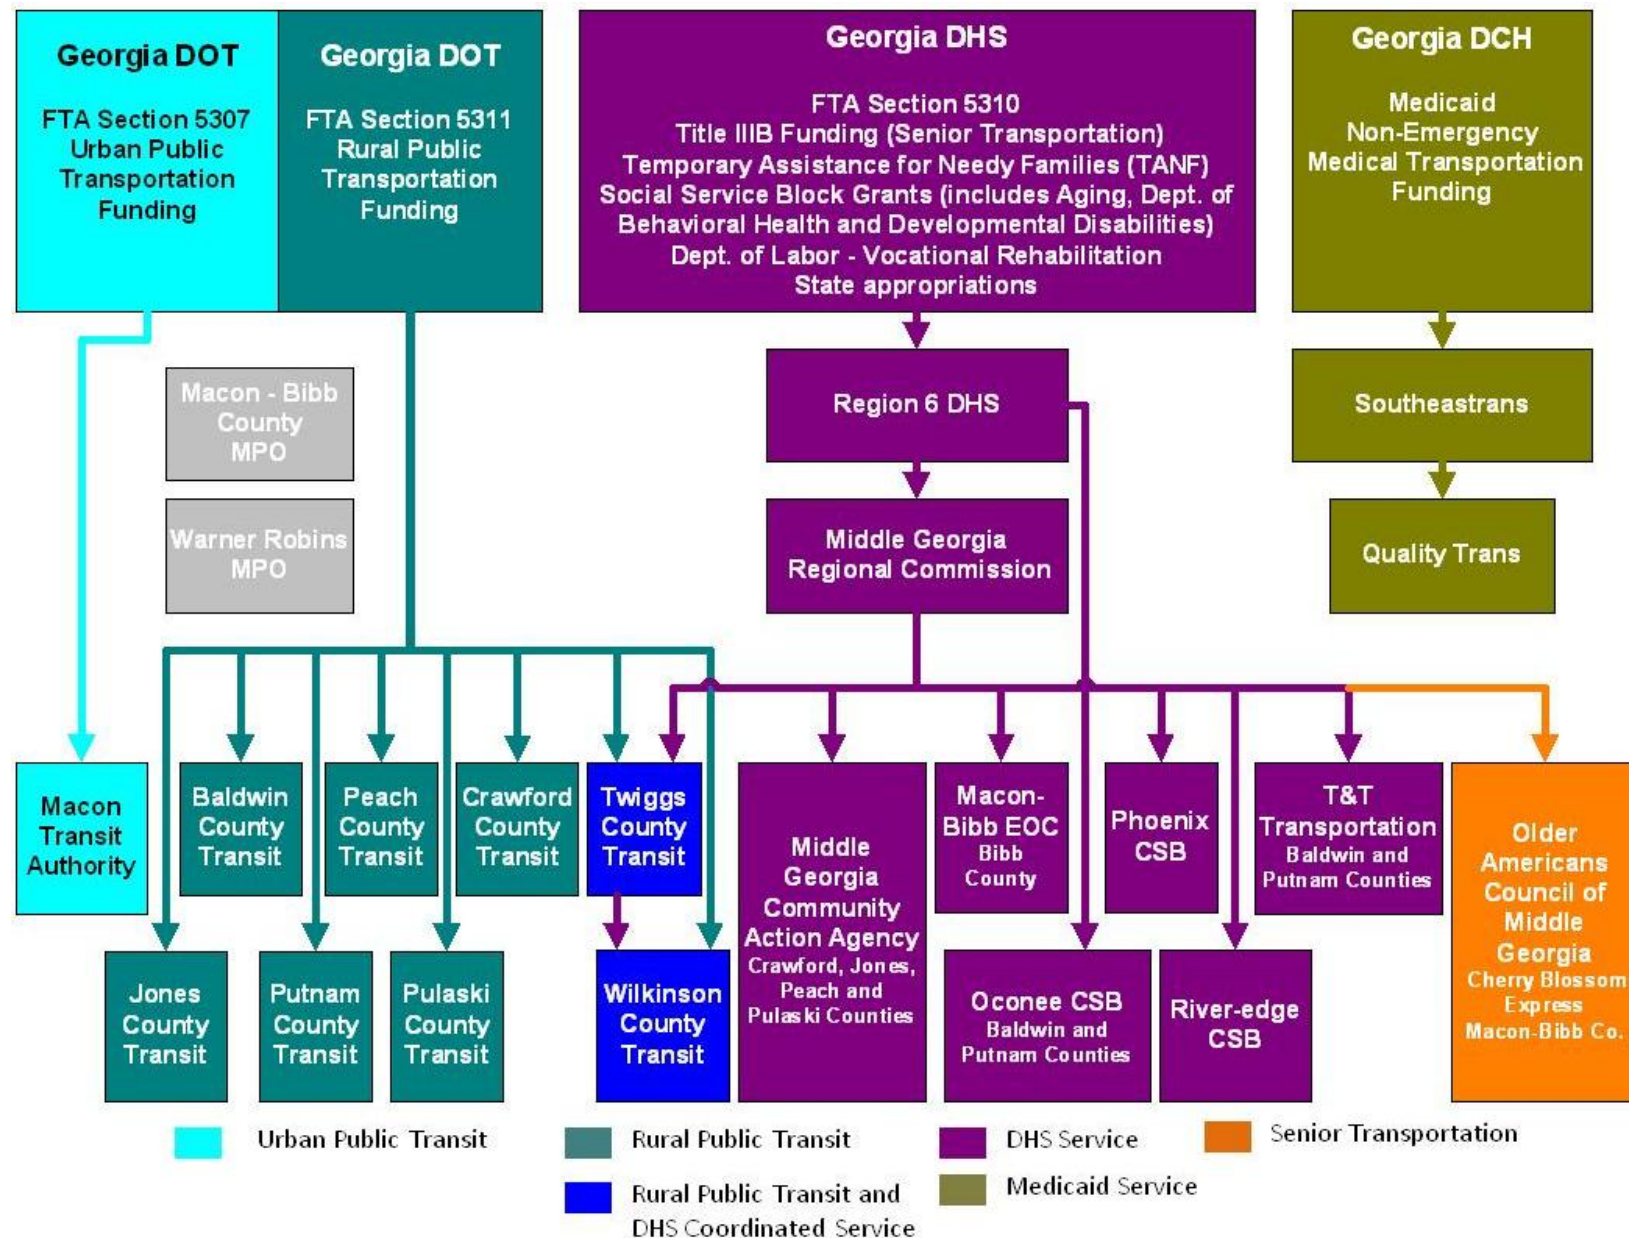 Georgia DOT
FTA Section 5307
Urban Public
Transportation
Funding
Georgia DOT
FTA Section 5311
Rural Public
Transportation
Funding
Georgia DHS
FTA Section 5310
Title IIIB Funding (Senior Transportation)
Temporary Assistance for Needy Families (TANF)
Social Service Block Grants (includes Aging, Dept. of
Behavioral Health and Developmental Disabilities)
Dept. of Labor - Vocational Rehabilitation
State appropriations
Georgia DCH
Medicaid
Non-Emergency
Medical Transportation
Funding
Macon - Bibb
County
MPO
Region 6 DHS
Southeastrans
Warner Robins
MPO
Middle Georgia
Regional Commission
Quality Trans
Macon
Transit
Authority
Baldwin
County
Transit
Peach
County
Transit
Crawford
County
Transit
Twiggs
County
Transit
Middle
Georgia
Community
Action Agency
Crawford, Jones,
Peach and
Pulaski Counties
Macon-
Bibb EOC
Bibb
County
Phoenix
CSB
T&T
Transportation
Baldwin and
Putnam Counties
Older
Americans
Council of
Middle
Georgia
Cherry Blossom
Express
Macon-Bibb Co.
Jones
County
Transit
Putnam
County
Transit
Pulaski
County
Transit
Wilkinson
County
Transit
Oconee CSB
Baldwin and
Putnam Counties
River-edge
CSB
Urban Public Transit
Rural Public Transit
DHS Service
Senior Transportation
Rural Public Transit and
DHS Coordinated Service
Medicaid Service